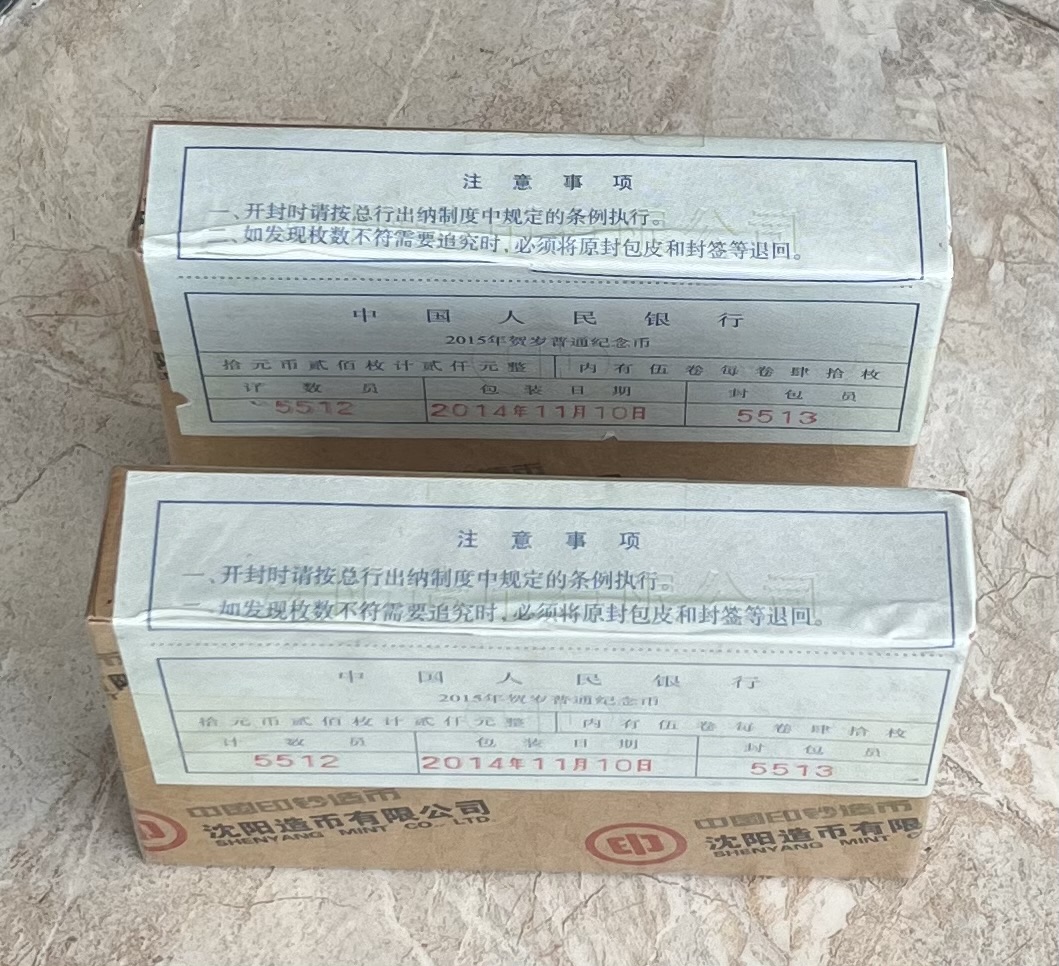 注意事项
一、开封时请按总行出纳制度中规定的条例执行。
二、如发现枚数不符需要追究时,必须将原封包皮和封签等退回。
中国人民银行
2015年贺岁普通纪念币
拾元币贰佰枚计贰仟元整 内有伍卷每卷肆拾枚
计数员 包装日期 封包员
5512 2014年11月10日 5513
注意事项
一、开封时请按总行出纳制度中规定的条例执行。
二、如发现枚数不符需要追究时,必须将原封包皮和封签等退回。
中国人民银行
2015年贺岁普通纪念币
拾元币贰佰枚计贰仟元整 内有伍卷每卷肆拾枚
计数员 包装日期 封包员
5512 2014年11月10日 5513
中国印钞造币 中国印钞造币
沈阳造币有限公司 沈阳造币有限
SHENYANG MINT CO., LTD. SHENYANG MINT C